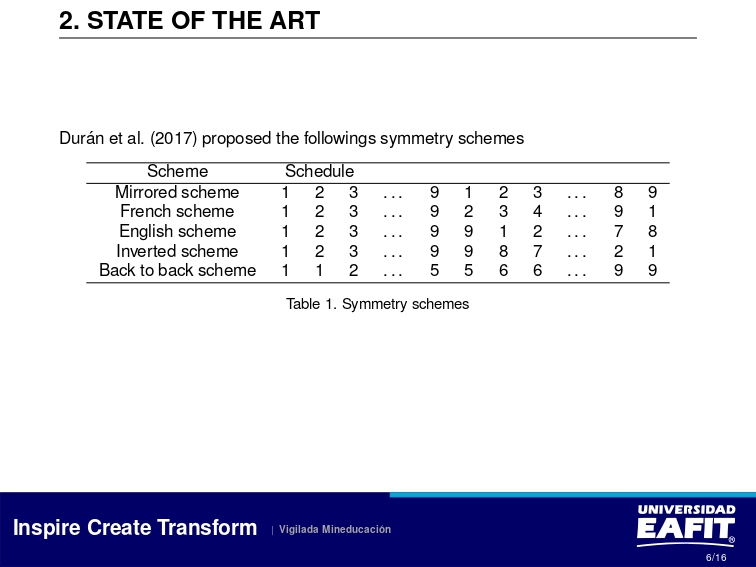 2. STATE OF THE ART
Durán et al. (2017) proposed the followings symmetry schemes
Scheme Schedule
Mirrored scheme 1 2 3 ... 9 1 2 3 ... 8 9
French scheme 1 2 3 ... 9 2 3 4 ... 9 1
English scheme 1 2 3 ... 9 9 1 2 ... 7 8
Inverted scheme 1 2 3 ... 9 9 8 7 ... 2 1
Back to back scheme 1 1 2 ... 5 5 6 6 ... 9 9
Table 1. Symmetry schemes
Inspire Create Transform | Vigilada Mineducación
UNIVERSIDAD
EAFIT®
6/16